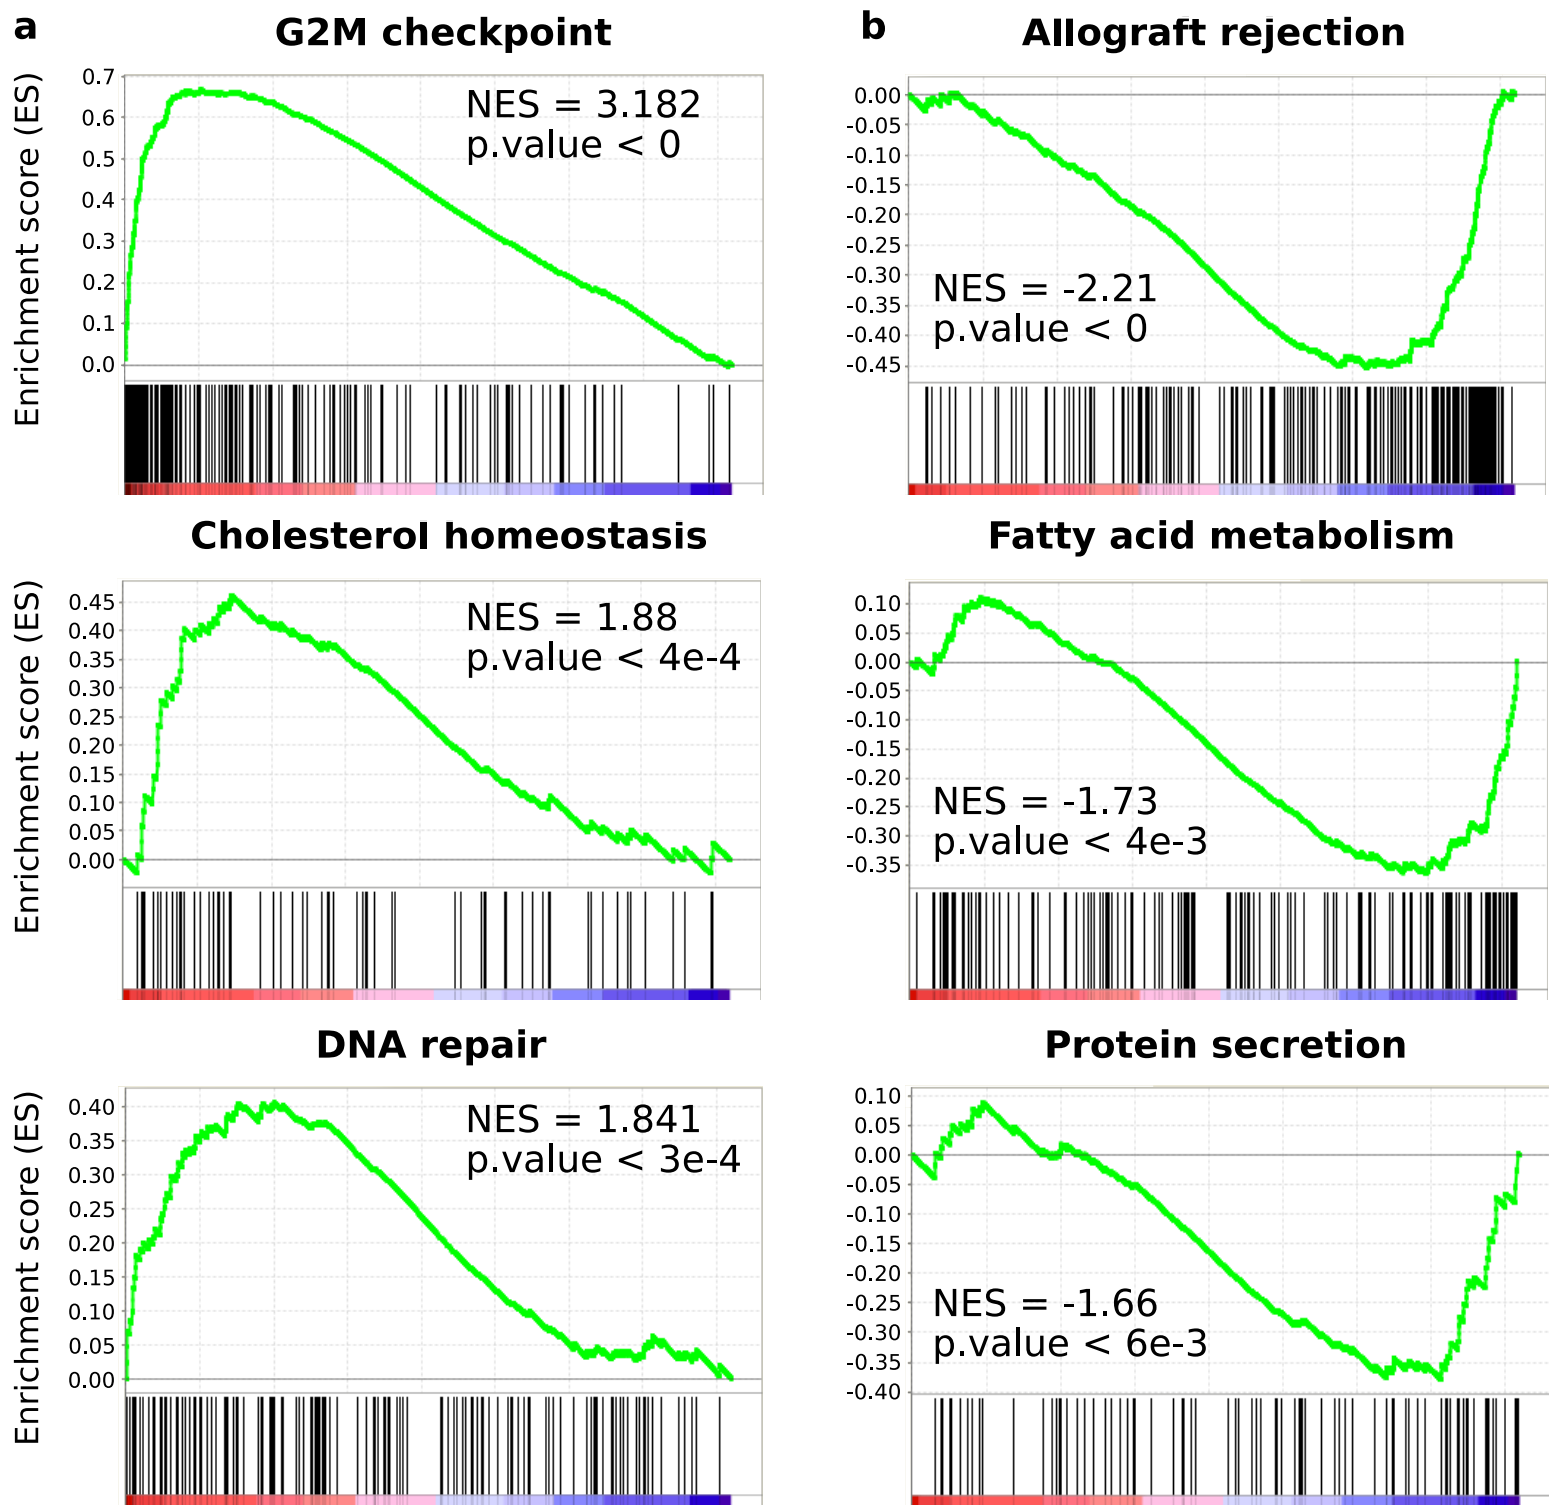 a
G2M checkpoint
Enrichment score (ES)
0.7
0.6
0.5
0.4
0.3
0.2
0.1
0.0
NES = 3.182
p.value < 0
b
Allograft rejection
0.00
-0.05
-0.10
-0.15
-0.20
-0.25
-0.30
-0.35
-0.40
-0.45
NES = -2.21
p.value < 0
Cholesterol homeostasis
Enrichment score (ES)
0.45
0.40
0.35
0.30
0.25
0.20
0.15
0.10
0.05
0.00
NES = 1.88
p.value < 4e-4
Fatty acid metabolism
0.10
0.05
0.00
-0.05
-0.10
-0.15
-0.20
-0.25
-0.30
-0.35
NES = -1.73
p.value < 4e-3
DNA repair
Enrichment score (ES)
0.40
0.35
0.30
0.25
0.20
0.15
0.10
0.05
0.00
NES = 1.841
p.value < 3e-4
Protein secretion
0.10
0.05
0.00
-0.05
-0.10
-0.15
-0.20
-0.25
-0.30
-0.35
-0.40
NES = -1.66
p.value < 6e-3